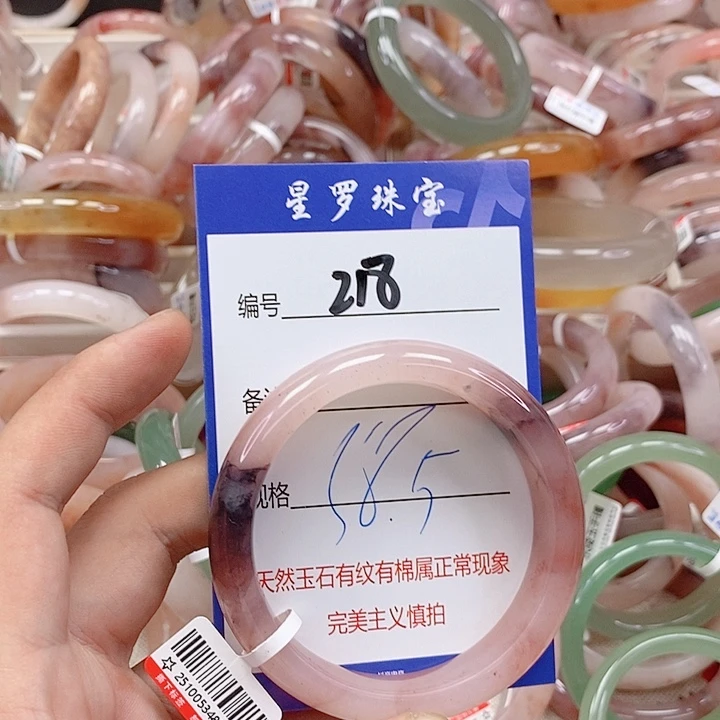 星罗珠宝
编号 218
备
规格 58.5
天然玉石有纹有棉属正常现象
完美主义慎拍